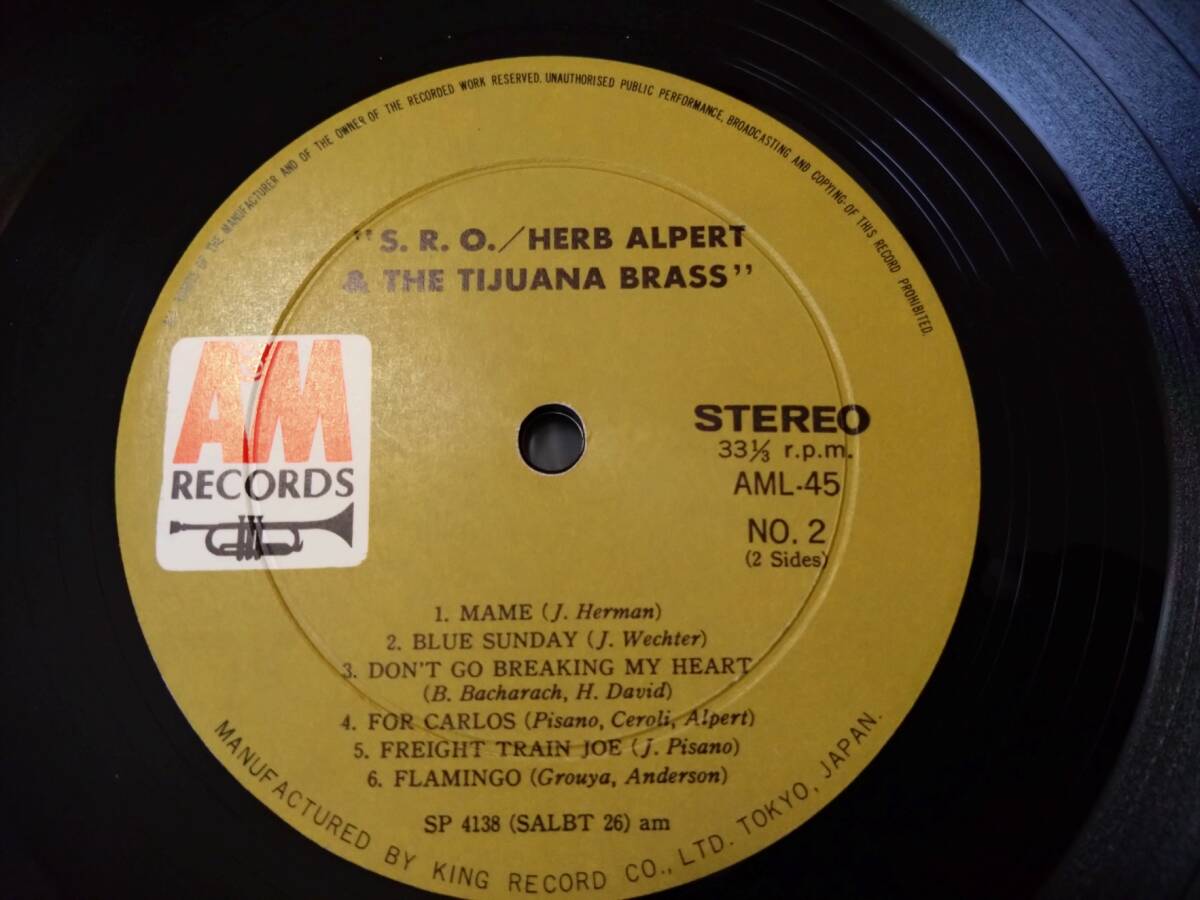 ALL RIGHTS OF THE MANUFACTURER AND OF THE OWNER OF THE RECORDED WORK RESERVED. UNAUTHORISED PUBLIC PERFORMANCE, BROADCASTING AND COPYING OF THIS RECORD PROHIBITED.
"S. R. O./HERB ALPERT
& THE TIJUANA BRASS"
A&M
RECORDS
STEREO
33⅓ r.p.m.
AML-45
NO. 2
(2 Sides)
1. MAME (J. Herman)
2. BLUE SUNDAY (J. Wechter)
3. DON'T GO BREAKING MY HEART
(B. Bacharach, H. David)
4. FOR CARLOS (Pisano, Ceroli, Alpert)
5. FREIGHT TRAIN JOE (J. Pisano)
6. FLAMINGO (Grouya, Anderson)
SP 4138 (SALBT 26) am
MANUFACTURED BY KING RECORD CO., LTD. TOKYO, JAPAN.